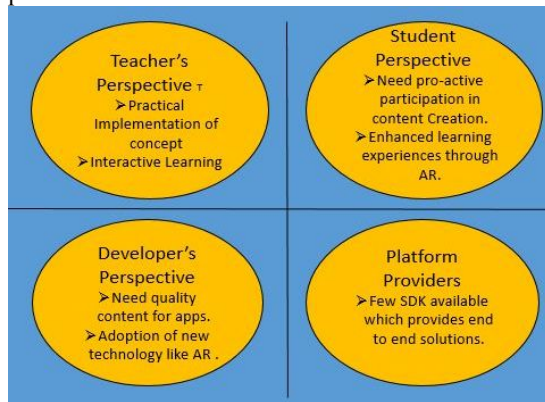 Teacher's
Perspective T
➢Practical
Implementation of
concept
➢Interactive Learning
Student
Perspective
➢Need pro-active
participation in
content Creation.
➢Enhanced learning
experiences through
AR.
Developer's
Perspective
➢Need quality
content for apps.
➢Adoption of new
technology like AR .
Platform
Providers
➢Few SDK available
which provides end
to end solutions.